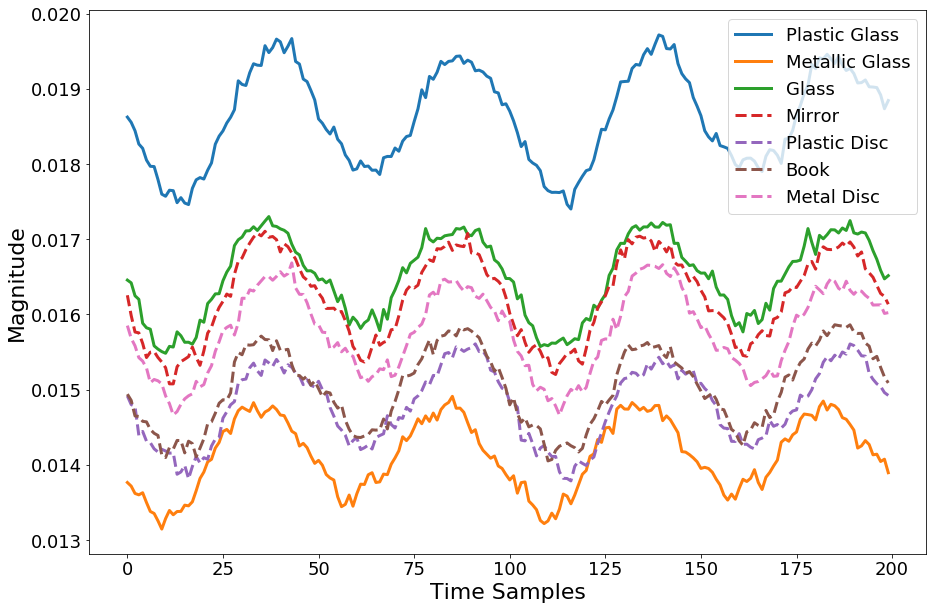 0.020
0.019
0.018
0.017
0.016
0.015
0.014
0.013
Magnitude
Plastic Glass
Metallic Glass
Glass
Mirror
Plastic Disc
Book
Metal Disc
0 25 50 75 100 125 150 175 200
Time Samples